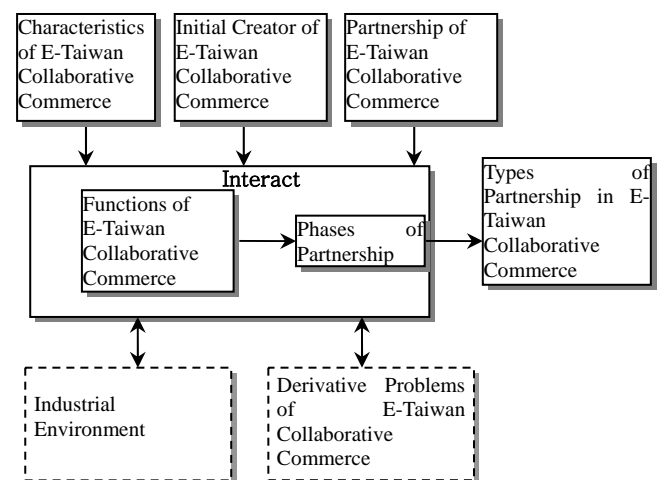 Characteristics
of E-Taiwan
Collaborative
Commerce
Initial Creator of
E-Taiwan
Collaborative
Commerce
Partnership of
E-Taiwan
Collaborative
Commerce
Interact
Functions of
E-Taiwan
Collaborative
Commerce
Phases of
Partnership
Types of
Partnership in E-
Taiwan
Collaborative
Commerce
Industrial
Environment
Derivative Problems
of E-Taiwan
Collaborative
Commerce